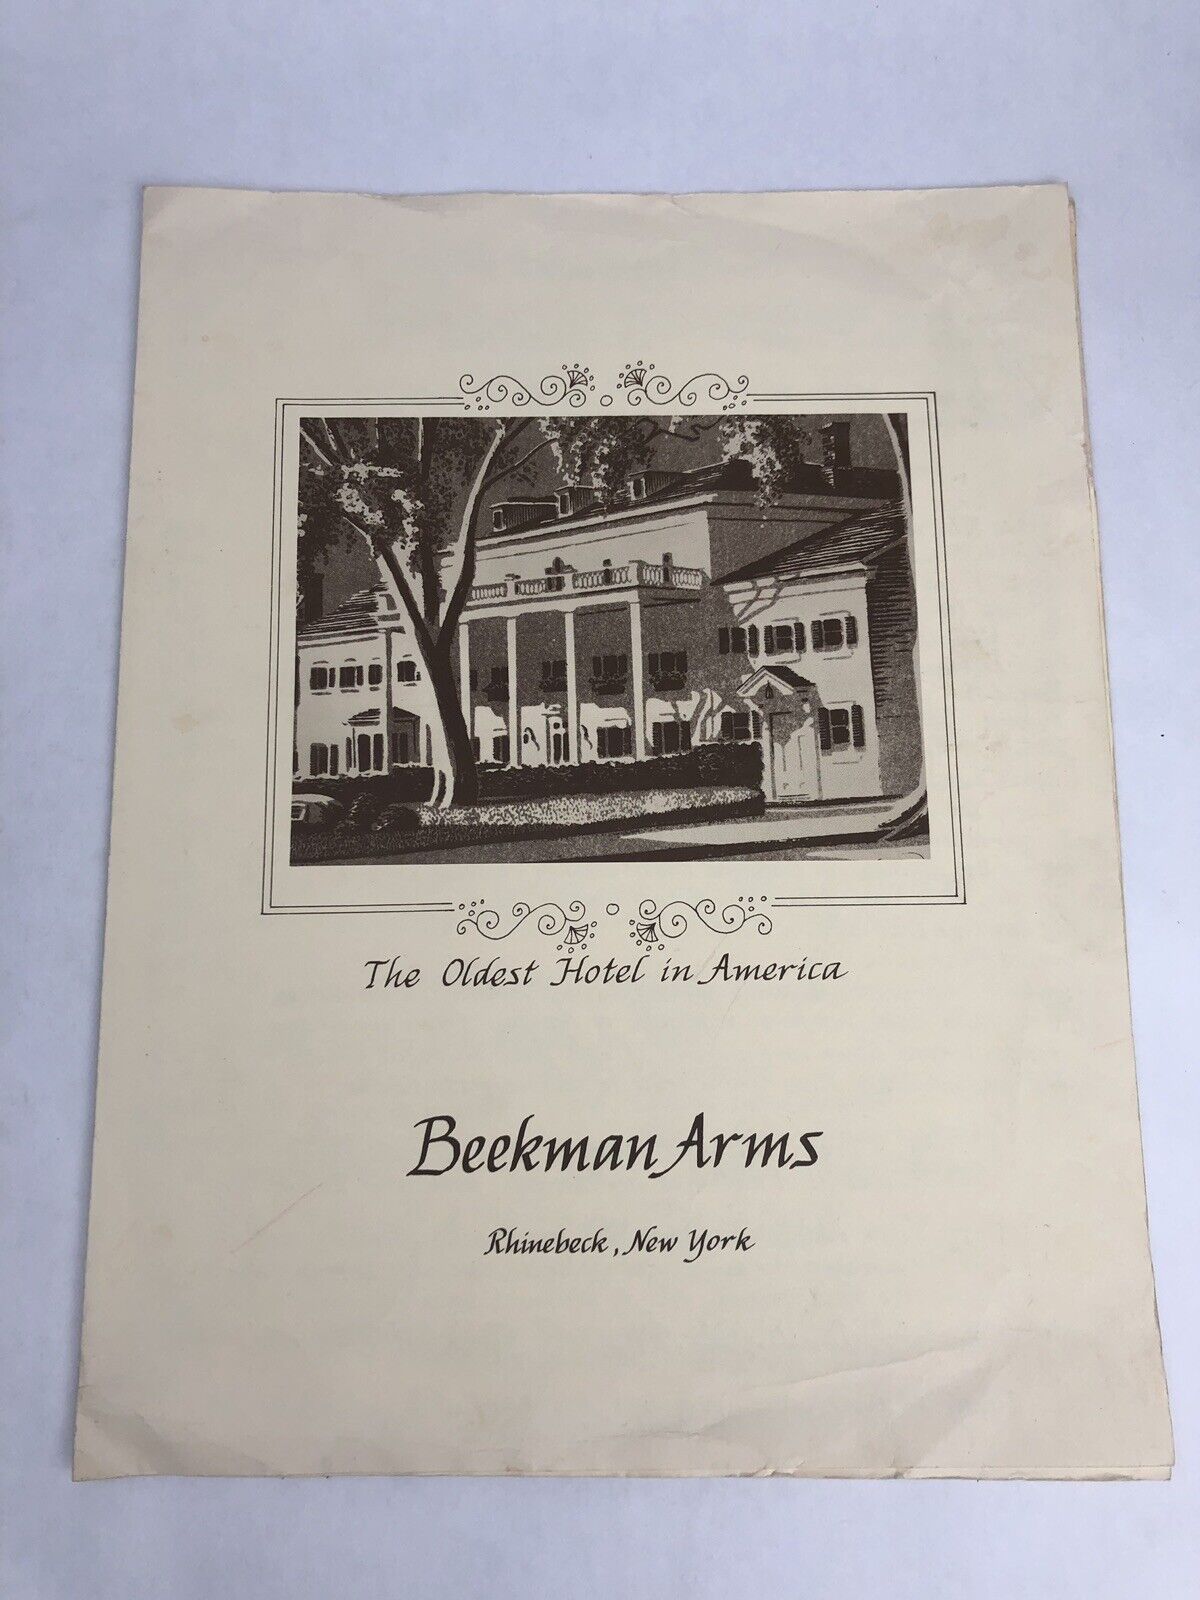 The Oldest Hotel in America
Beekman Arms
Rhinebeck, New York